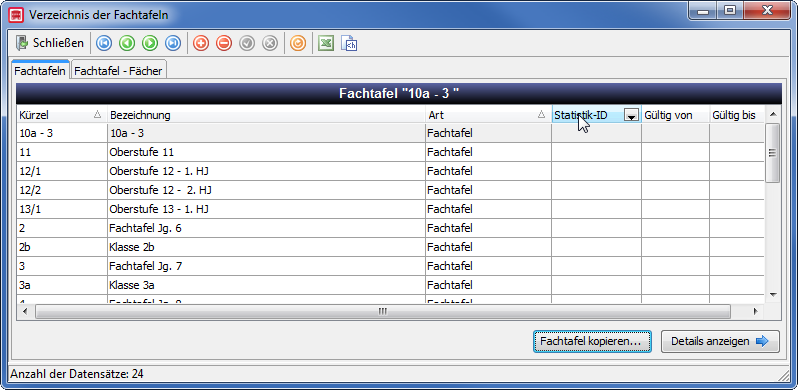 Verzeichnis der Fachtafeln
Schließen
Fachtafeln Fachtafel - Fächer
Fachtafel "10a - 3 "
Kürzel Bezeichnung Art Statistik-ID Gültig von Gültig bis
10a - 3 10a - 3 Fachtafel
11 Oberstufe 11 Fachtafel
12/1 Oberstufe 12 - 1. HJ Fachtafel
12/2 Oberstufe 12 - 2. HJ Fachtafel
13/1 Oberstufe 13 - 1. HJ Fachtafel
2 Fachtafel Jg. 6 Fachtafel
2b Klasse 2b Fachtafel
3 Fachtafel Jg. 7 Fachtafel
3a Klasse 3a Fachtafel
4 Fachtafel Jg. 8 Fachtafel
Fachtafel kopieren... Details anzeigen
Anzahl der Datensätze: 24